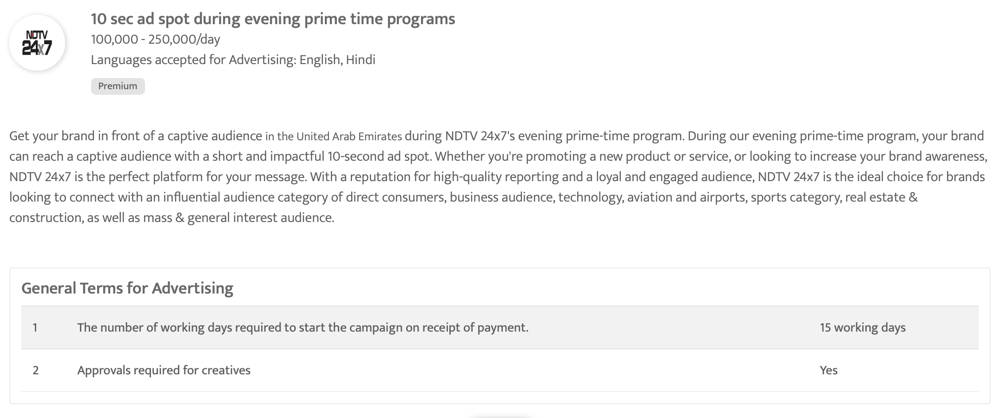 NDTV
24x7
10 sec ad spot during evening prime time programs
100,000 - 250,000/day
Languages accepted for Advertising: English, Hindi
Premium
Get your brand in front of a captive audience in the United Arab Emirates during NDTV 24x7's evening prime-time program. During our evening prime-time program, your brand
can reach a captive audience with a short and impactful 10-second ad spot. Whether you're promoting a new product or service, or looking to increase your brand awareness,
NDTV 24x7 is the perfect platform for your message. With a reputation for high-quality reporting and a loyal and engaged audience, NDTV 24x7 is the ideal choice for brands
looking to connect with an influential audience category of direct consumers, business audience, technology, aviation and airports, sports category, real estate &
construction, as well as mass & general interest audience.
General Terms for Advertising
1 The number of working days required to start the campaign on receipt of payment. 15 working days
2 Approvals required for creatives Yes